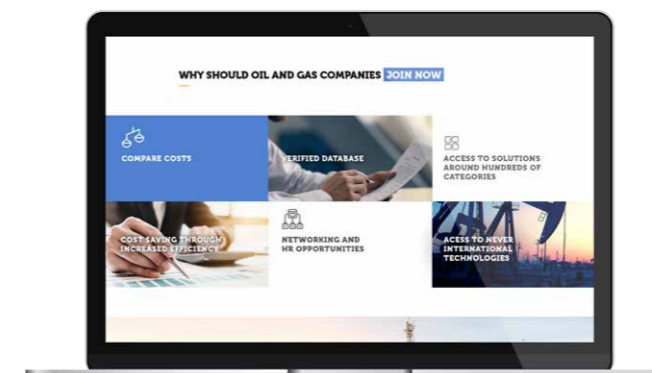 WHY SHOULD OIL AND GAS COMPANIES JOIN NOW
COMPARE COSTS
VERIFIED DATABASE
ACCESS TO SOLUTIONS
AROUND HUNDREDS OF
CATEGORIES
COST SAVING THROUGH
INCREASED EFFICIENCY
NETWORKING AND
HR OPPORTUNITIES
ACESS TO NEVER
INTERNATIONAL
TECHNOLOGIES